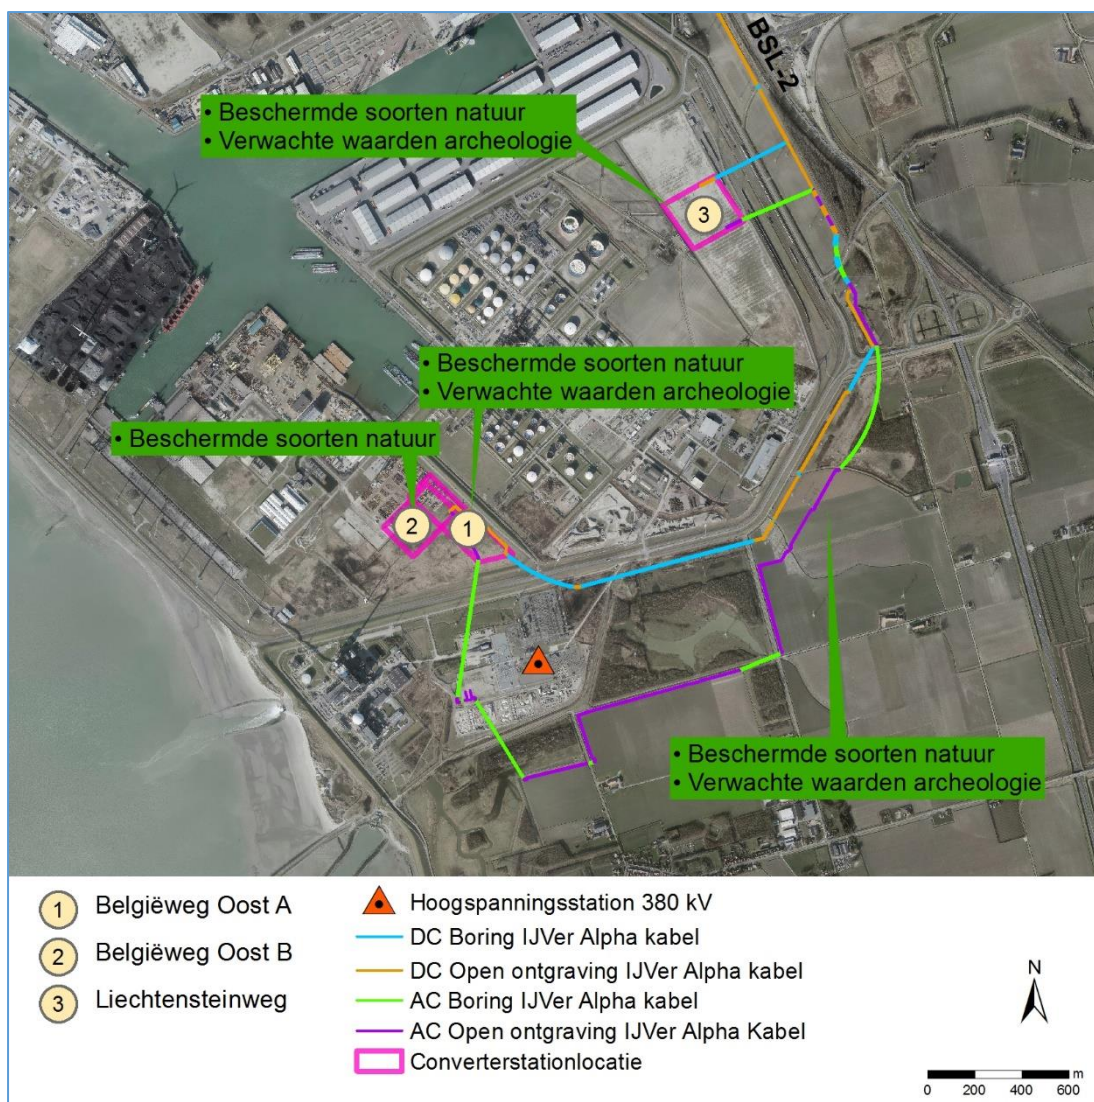 BSL-2
• Beschermde soorten natuur
• Verwachte waarden archeologie
3
• Beschermde soorten natuur
• Verwachte waarden archeologie
• Beschermde soorten natuur
2
1
• Beschermde soorten natuur
• Verwachte waarden archeologie
1 Belgiëweg Oost A
2 Belgiëweg Oost B
3 Liechtensteinweg
Hoogspanningsstation 380 kV
DC Boring IJVer Alpha kabel
DC Open ontgraving IJVer Alpha kabel
AC Boring IJVer Alpha kabel
AC Open ontgraving IJVer Alpha Kabel
Converterstationlocatie
N
m
0 200 400 600